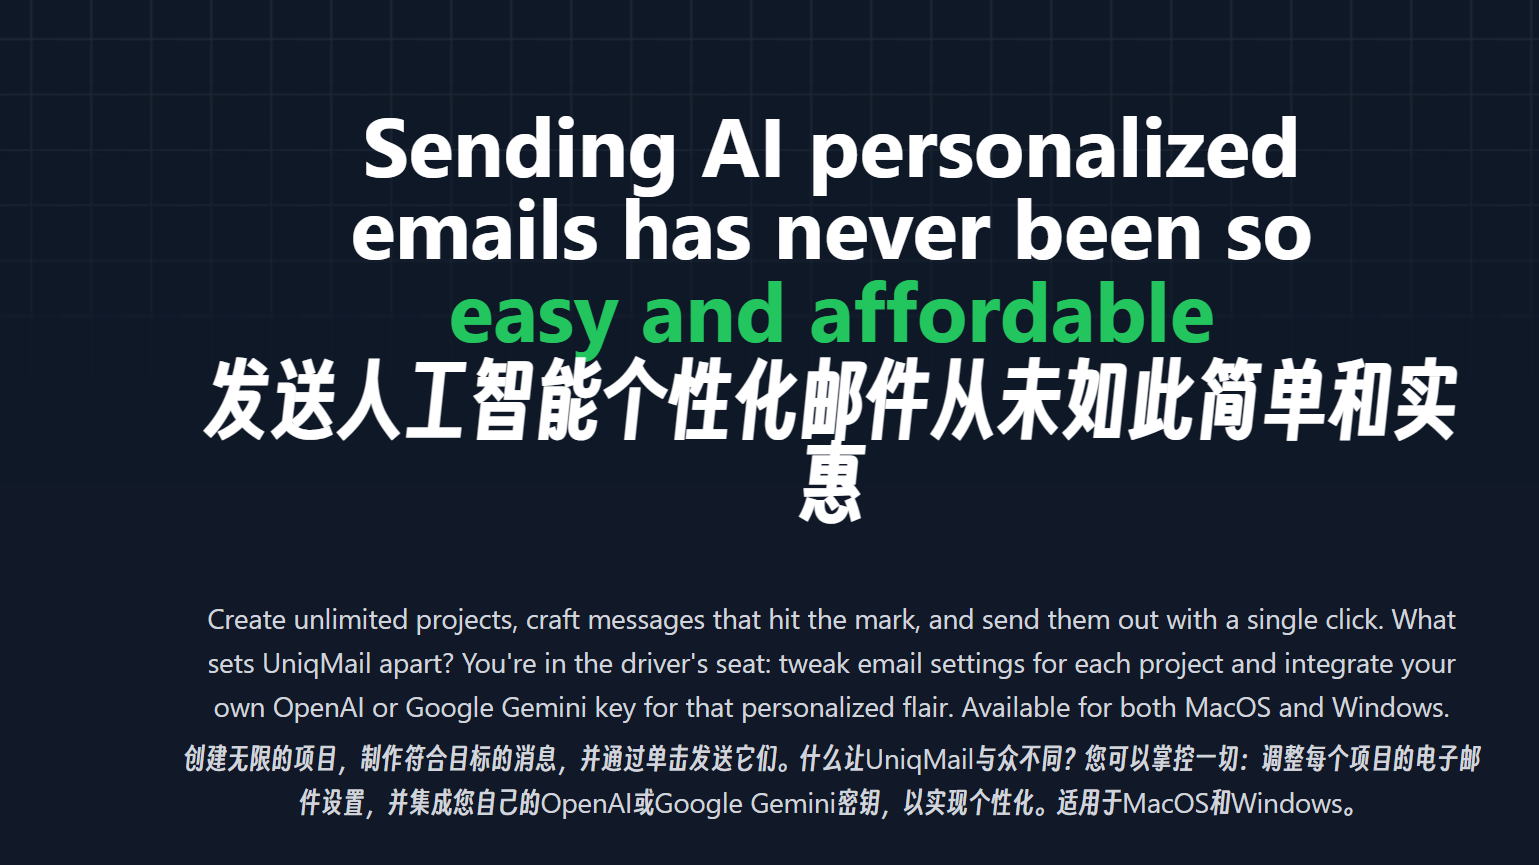 Sending AI personalized
emails has never been so
easy and affordable
发送人工智能个性化邮件从未如此简单和实
惠
Create unlimited projects, craft messages that hit the mark, and send them out with a single click. What
sets UniqMail apart? You're in the driver's seat: tweak email settings for each project and integrate your
own OpenAI or Google Gemini key for that personalized flair. Available for both MacOS and Windows.
创建无限的项目，制作符合目标的消息，并通过单击发送它们。什么让UniqMail与众不同？您可以掌控一切：调整每个项目的电子邮
件设置，并集成您自己的OpenAI或Google Gemini密钥，以实现个性化。适用于MacOS和Windows。